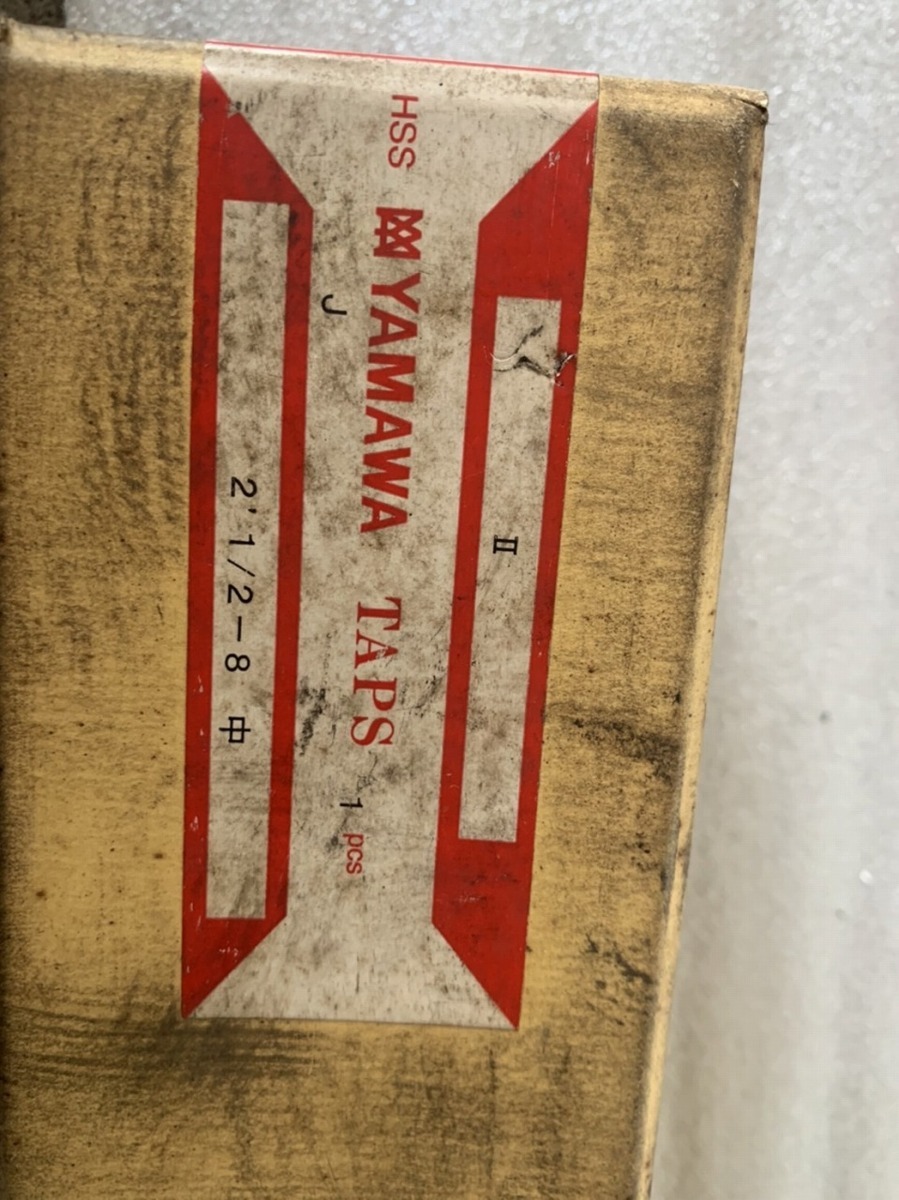 II
HSS YAMAWA TAPS 1 pcs
J
2' 1/2-8 中